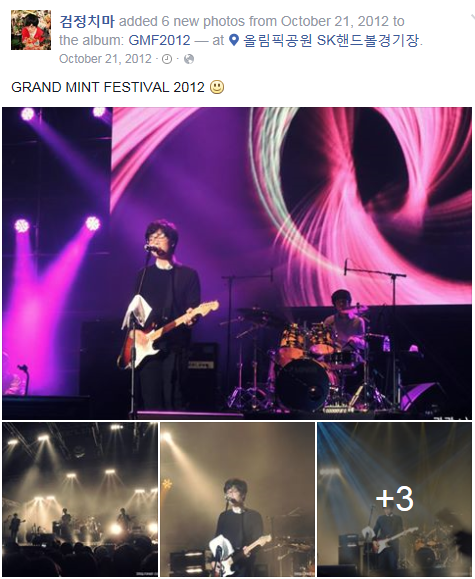 검정치마 added 6 new photos from October 21, 2012 to
the album: GMF2012 — at 올림픽공원 SK핸드볼경기장.
October 21, 2012
GRAND MINT FESTIVAL 2012
+3